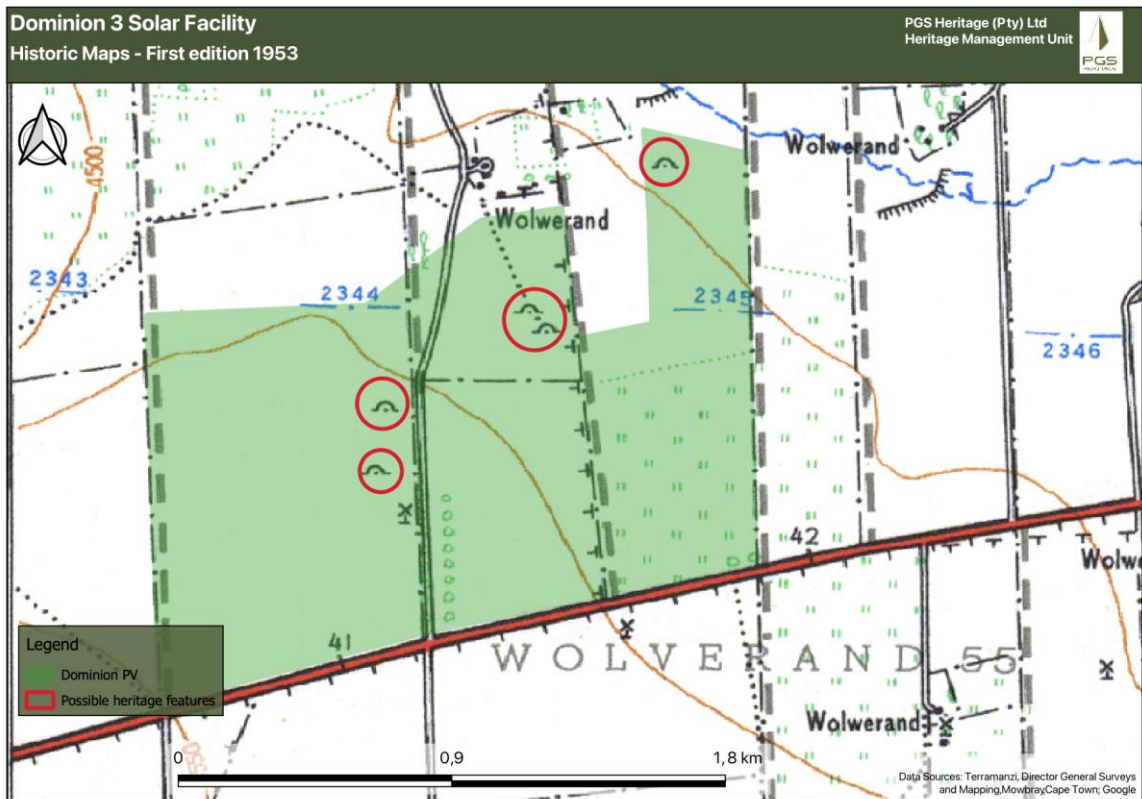 Dominion 3 Solar Facility
Historic Maps - First edition 1953
PGS Heritage (Pty) Ltd
Heritage Management Unit
PGS
HERITAGE
4500
Wolwerand
Wolwerand
2343
2344
2345
2346
42
Wolwe
41
WOLVERAND 55
Wolwerand
Legend
Dominion PV
Possible heritage features
0
0,9
1,8 km
Data Sources: Terramanzi, Director General Surveys
and Mapping,Mowbray,Cape Town; Google